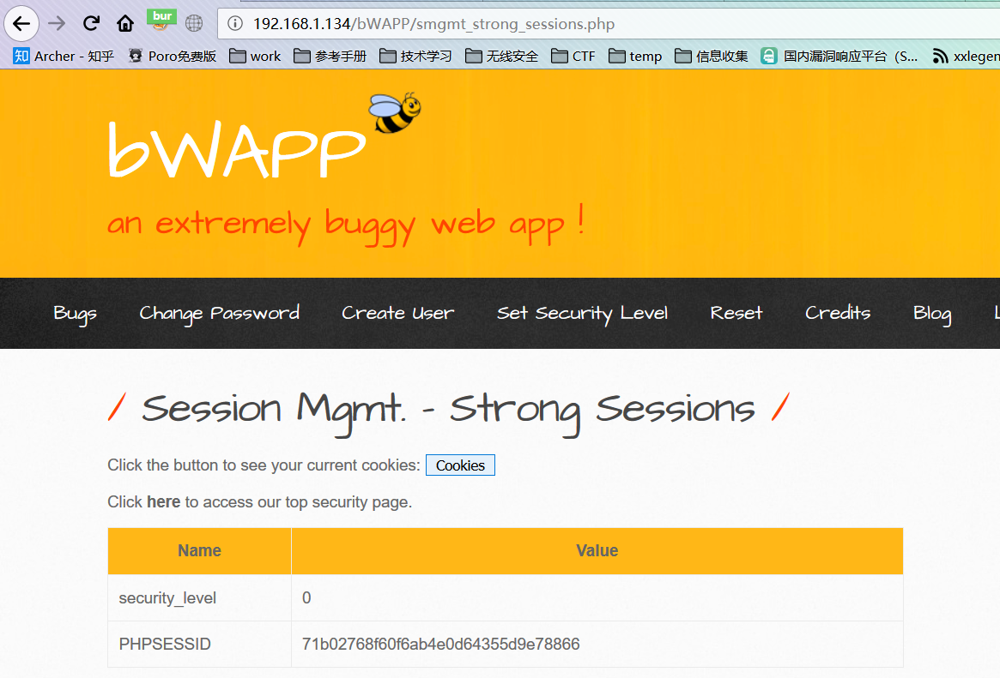 bur
192.168.1.134/bWAPP/smgmt_strong_sessions.php
知 Archer - 知乎 Poro免费版 work 参考手册 技术学习 无线安全 CTF temp 信息收集 国内漏洞响应平台（S... xxlegen
bWAPP
an extremely buggy web app !
Bugs Change Password Create User Set Security Level Reset Credits Blog L
/ Session Mgmt. - Strong Sessions /
Click the button to see your current cookies: Cookies
Click here to access our top security page.
Name Value
security_level 0
PHPSESSID 71b02768f60f6ab4e0d64355d9e78866